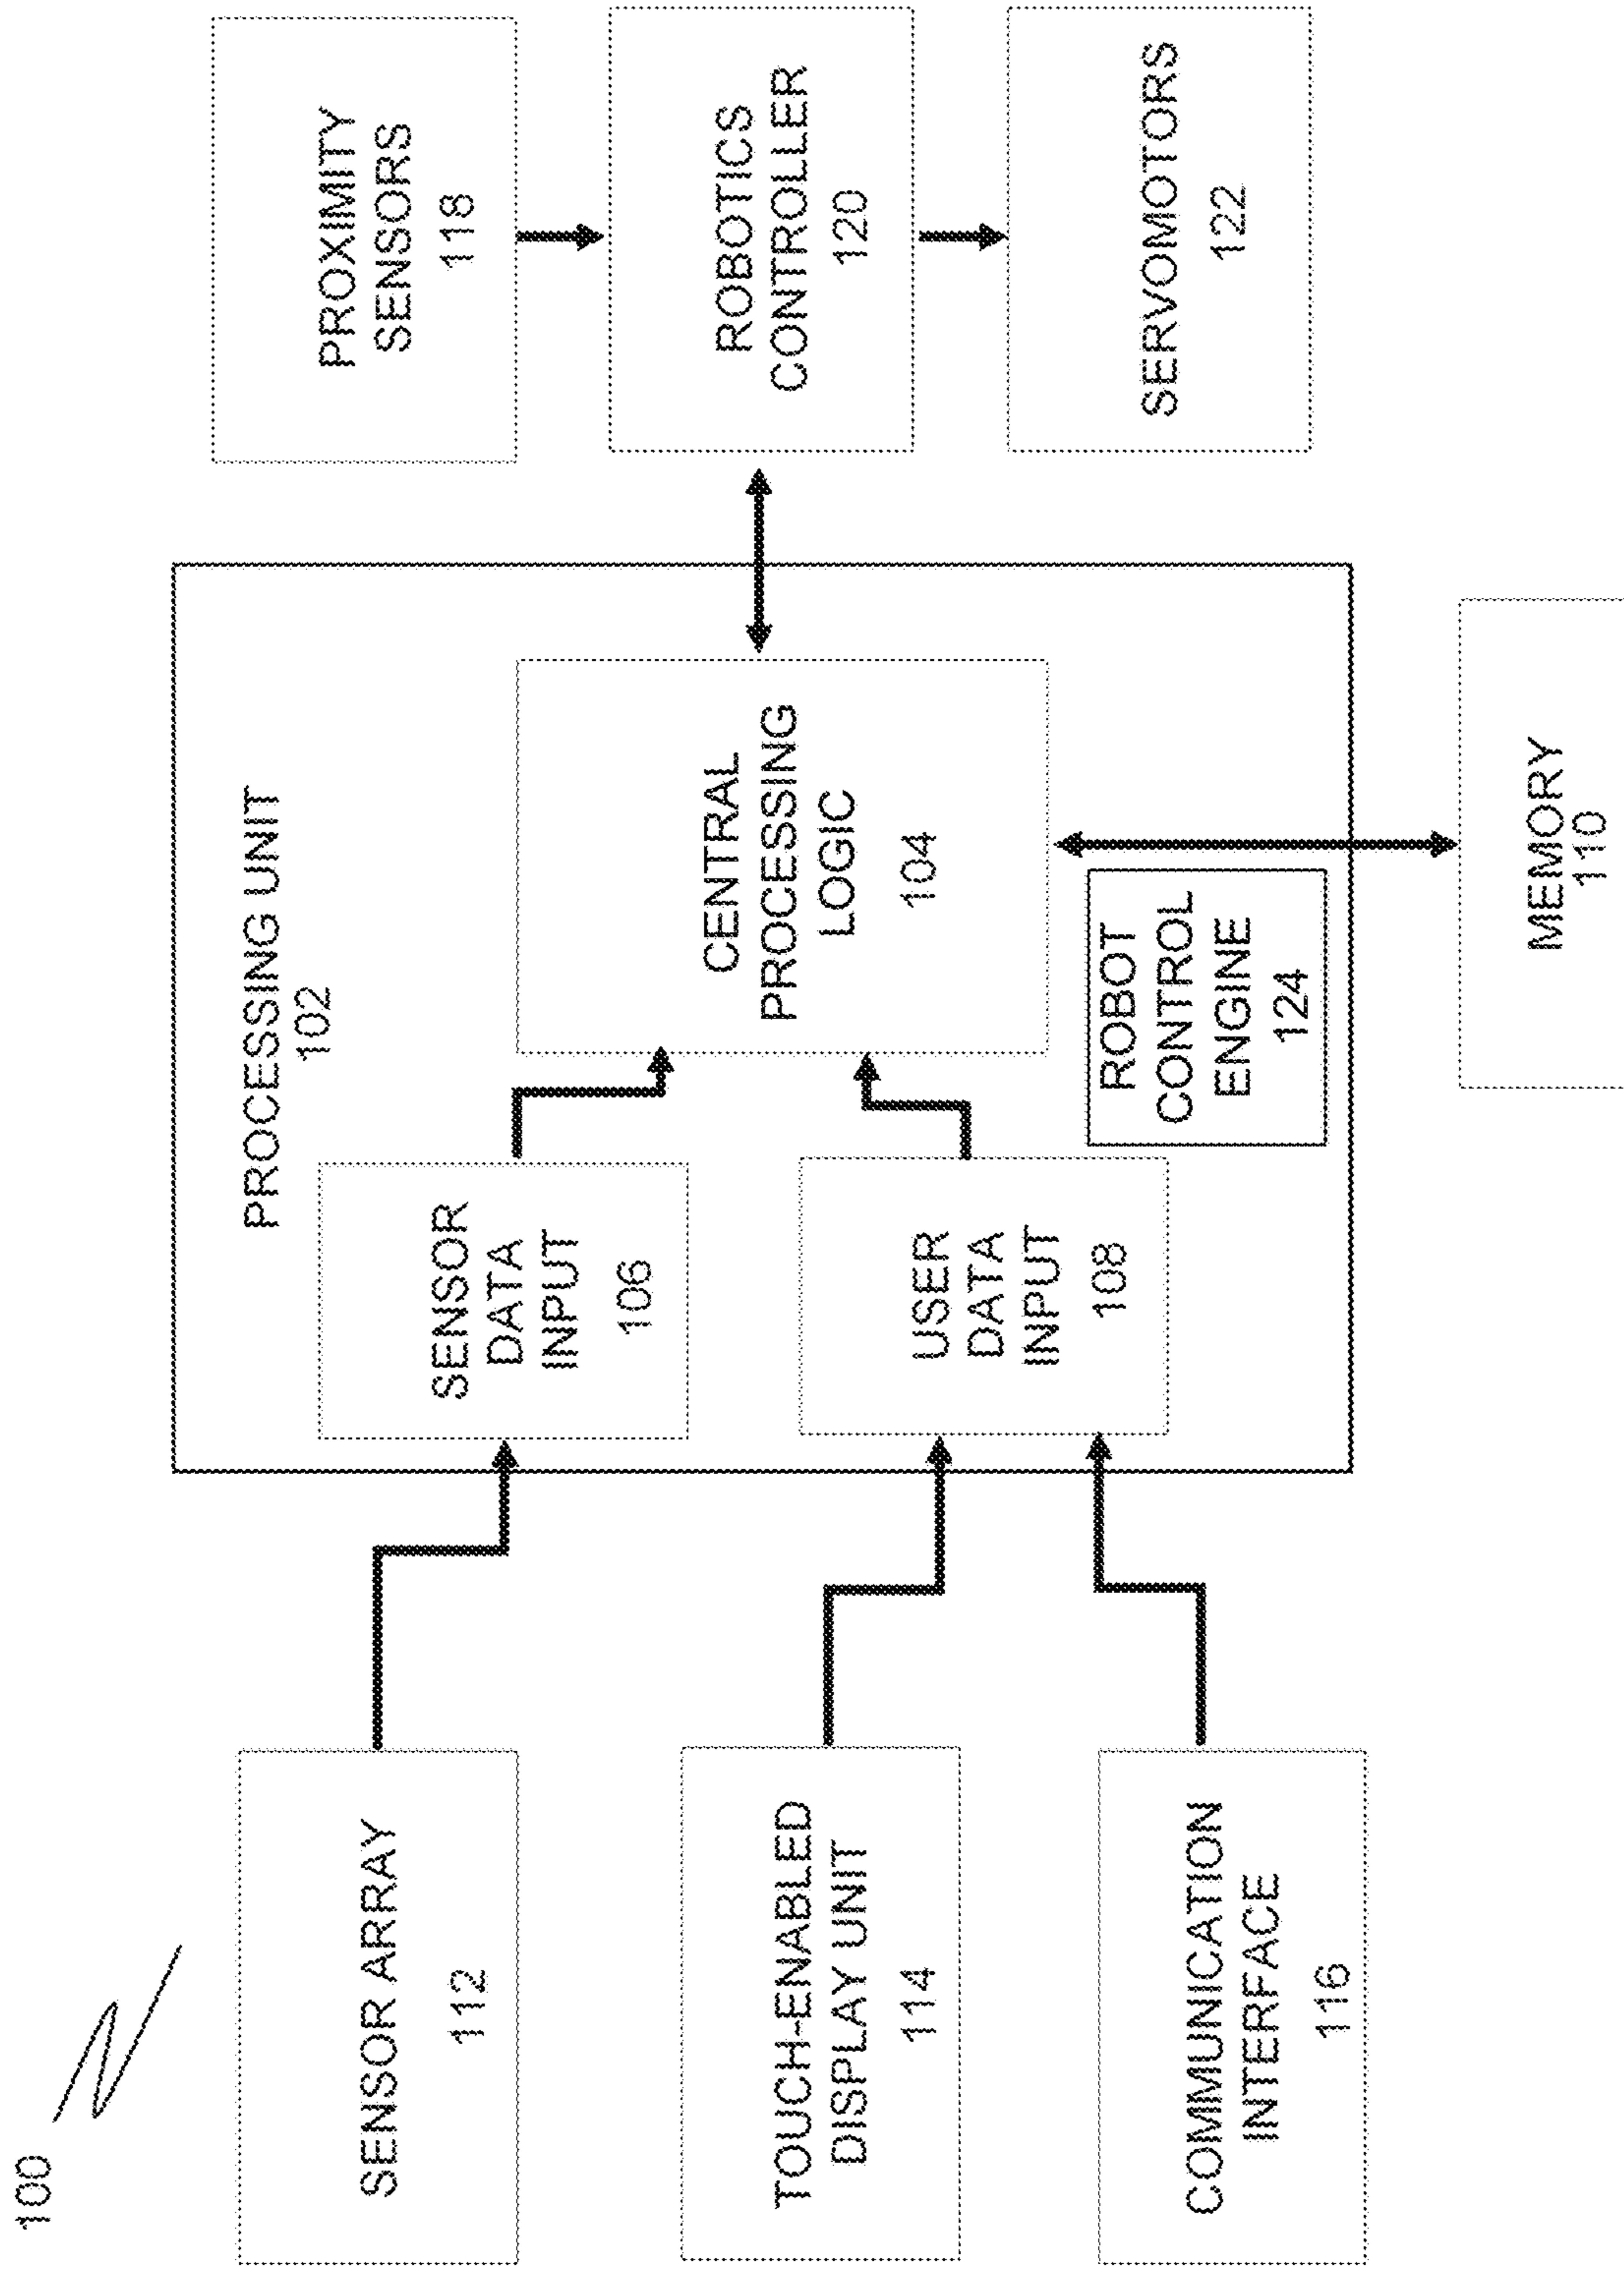 100
SENSOR ARRAY
112
TOUCH-ENABLED
DISPLAY UNIT
114
COMMUNICATION
INTERFACE
116
PROCESSING UNIT
102
SENSOR
DATA
INPUT
106
USER
DATA
INPUT
108
CENTRAL
PROCESSING
LOGIC
104
ROBOT
CONTROL
ENGINE
124
MEMORY
110
PROXIMITY
SENSORS
118
ROBOTICS
CONTROLLER
120
SERVOMOTORS
122